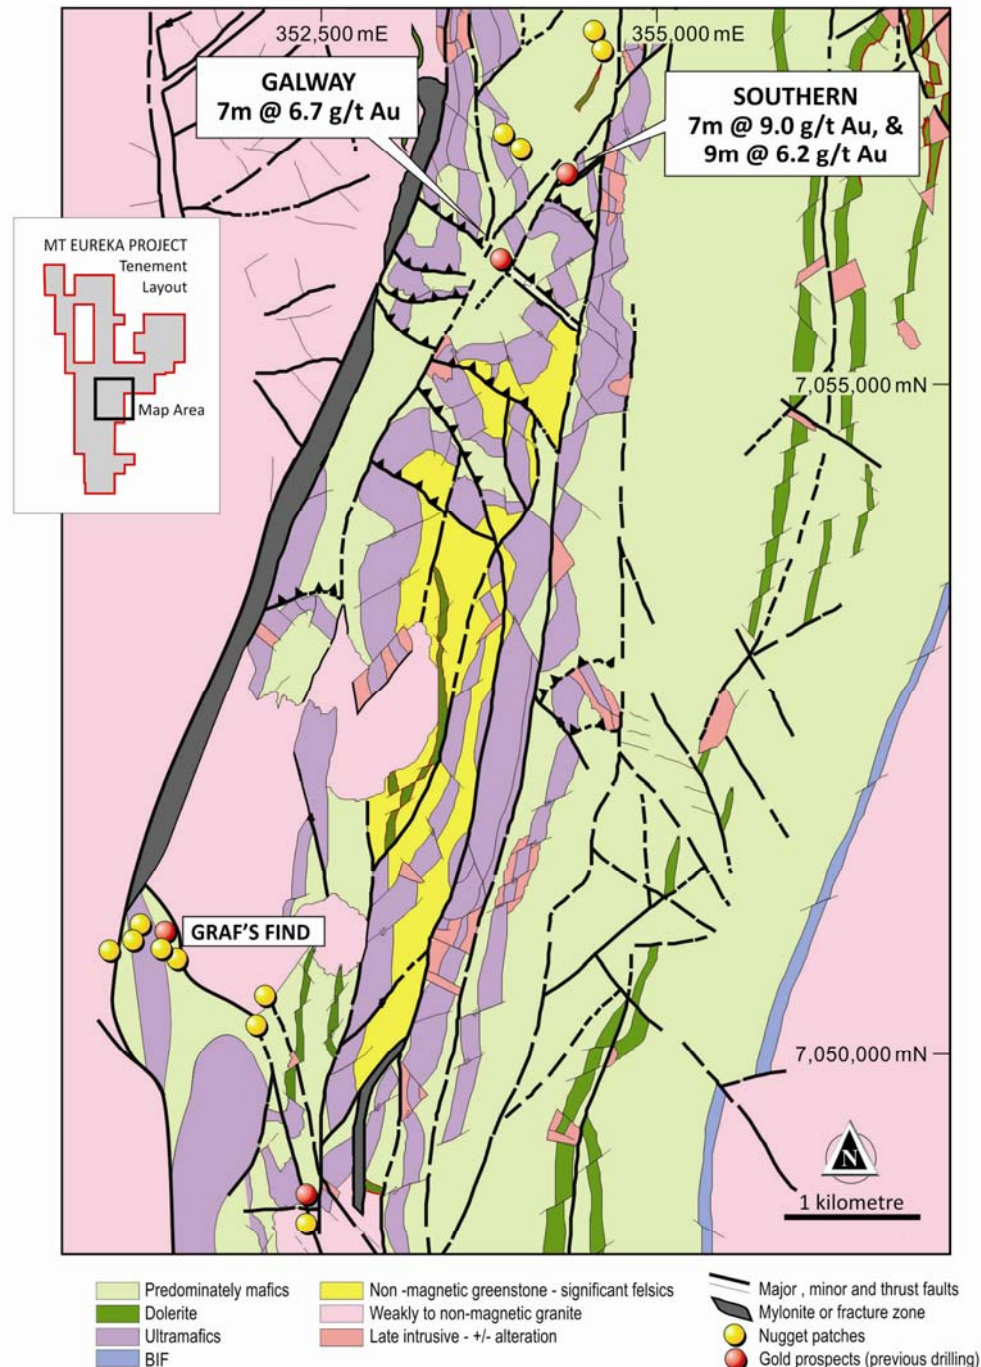 352,500 mE
355,000 mE
GALWAY
7m @ 6.7 g/t Au
SOUTHERN
7m @ 9.0 g/t Au, &
9m @ 6.2 g/t Au
MT EUREKA PROJECT
Tenement
Layout
Map Area
7,055,000 mN
GRAF'S FIND
7,050,000 mN
N
1 kilometre
Predominately mafics
Dolerite
Ultramafics
BIF
Non -magnetic greenstone - significant felsics
Weakly to non-magnetic granite
Late intrusive - +/- alteration
Major , minor and thrust faults
Mylonite or fracture zone
Nugget patches
Gold prospects (previous drilling)